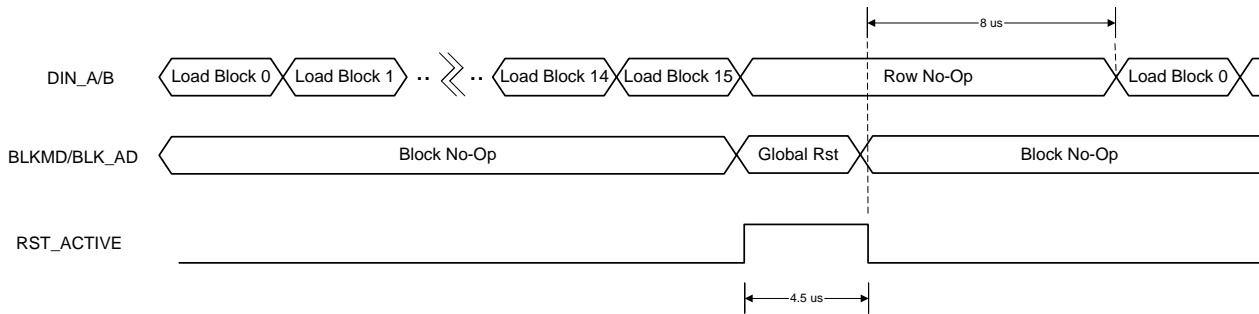 8 us
DIN_A/B
Load Block 0
Load Block 1
..
..
Load Block 14
Load Block 15
Row No-Op
Load Block 0
BLKMD/BLK_AD
Block No-Op
Global Rst
Block No-Op
RST_ACTIVE
4.5 us